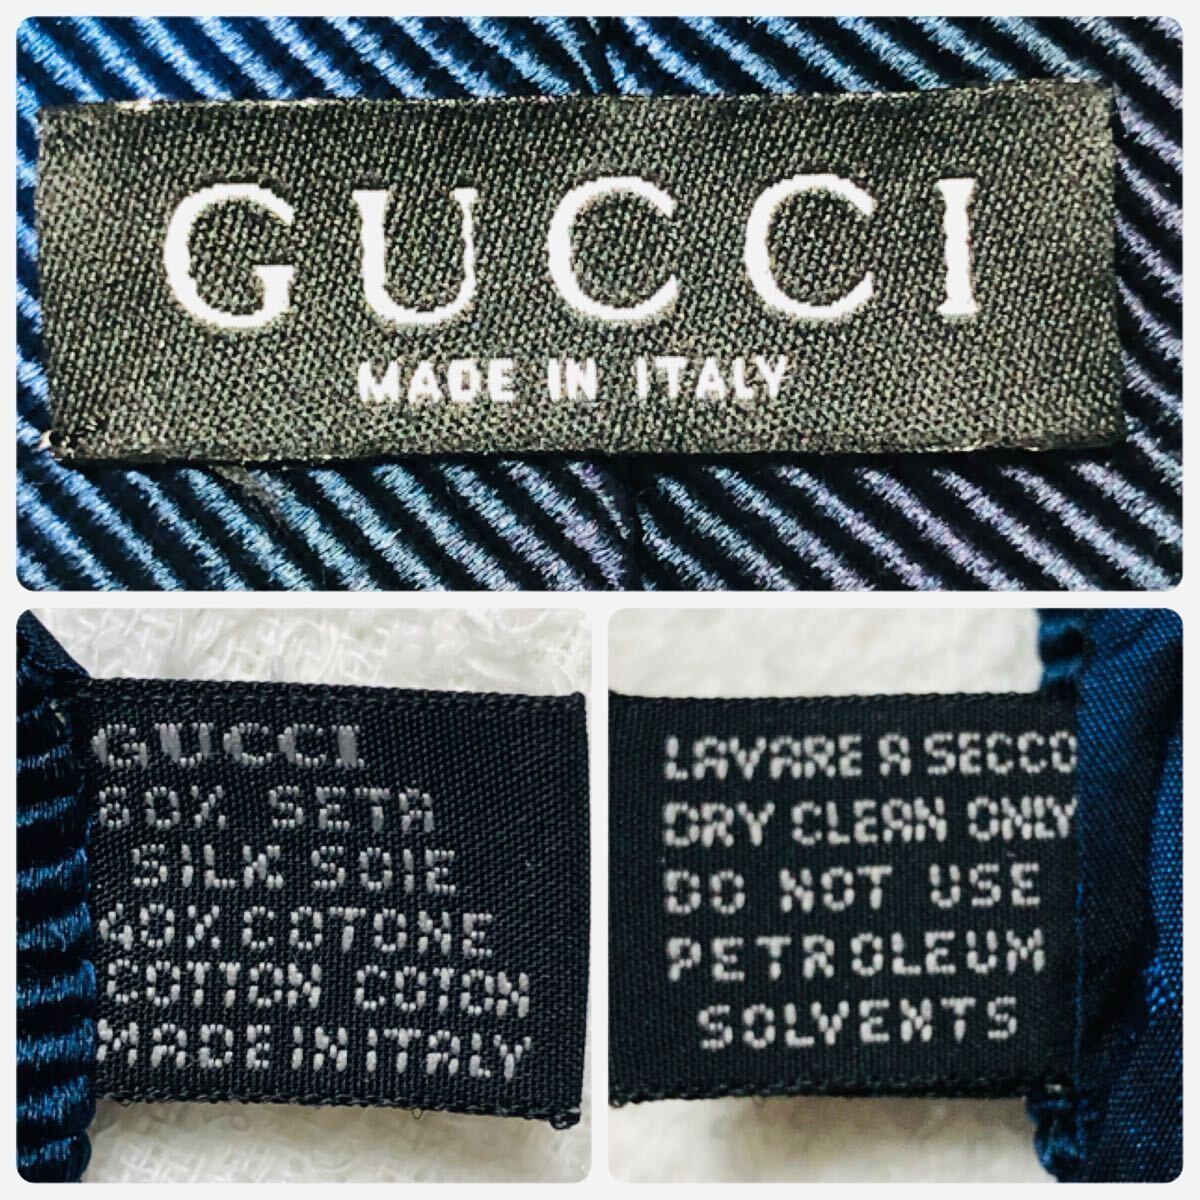 GUCCI
MADE IN ITALY
GUCCI
60% SETA
SILK SOIE
40% COTONE
COTTON COTON
MADE IN ITALY
LAVARE A SECCO
DRY CLEAN ONLY
DO NOT USE
PETROLEUM
SOLVENTS